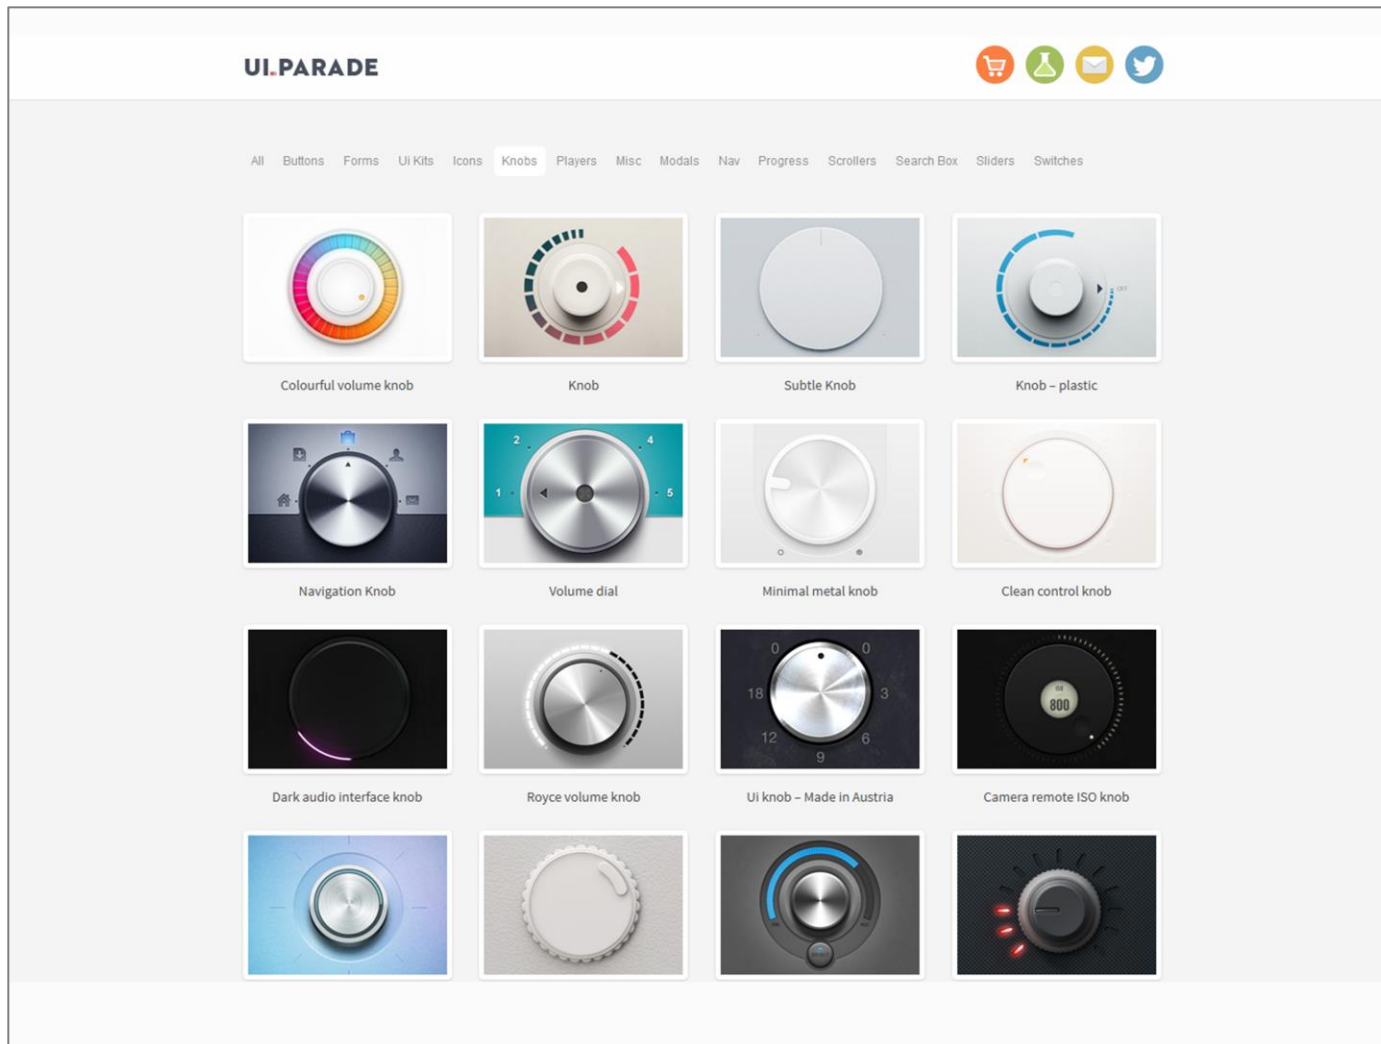 UI.PARADE
All Buttons Forms Ui Kits Icons Knobs Players Misc Modals Nav Progress Scrollers Search Box Sliders Switches
OFF
Colourful volume knob Knob Subtle Knob Knob – plastic
2 4
1 5
Navigation Knob Volume dial Minimal metal knob Clean control knob
0 0
18 3
ISO
800
12 6
9
Dark audio interface knob Royce volume knob Ui knob – Made in Austria Camera remote ISO knob